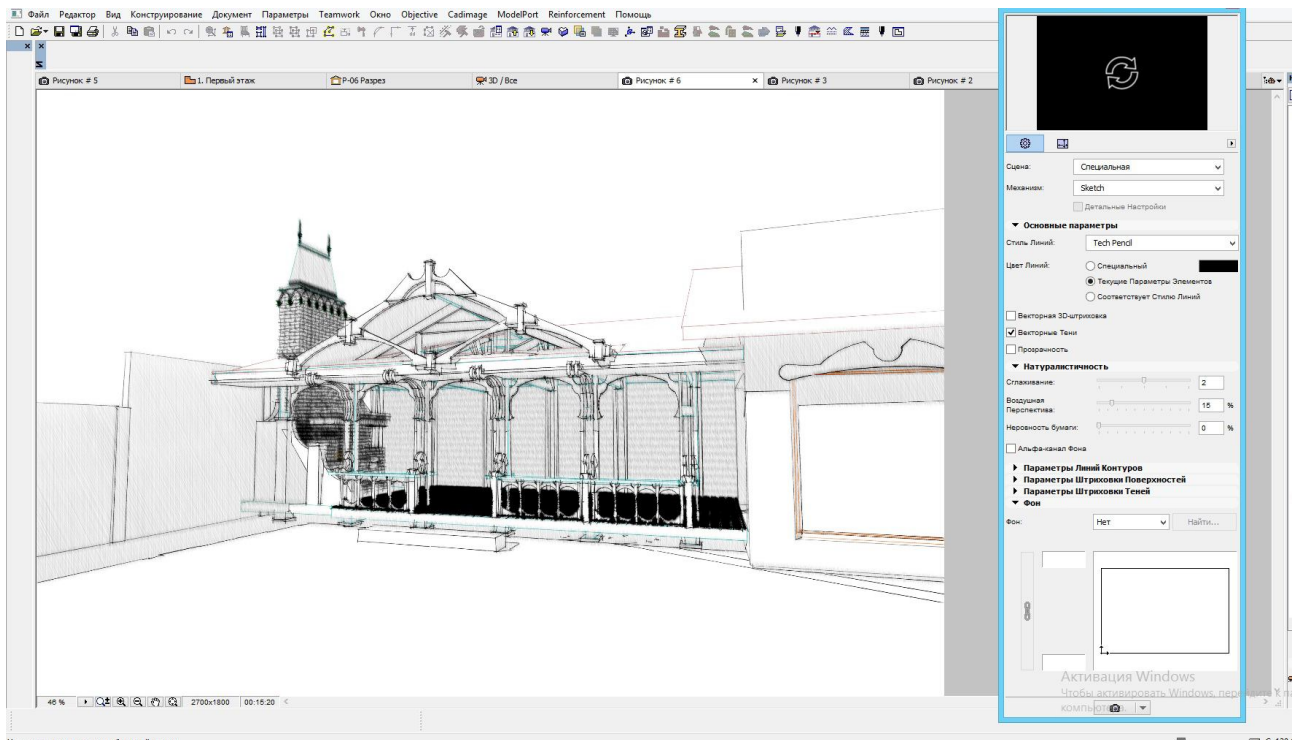 Файл Редактор Вид Конструирование Документ Параметры Teamwork Окно Objective Cadimage ModelPort Reinforcement Помощь
Рисунок # 5
1. Первый этаж
Р-06 Разрез
3D / Все
Рисунок # 6
Рисунок # 3
Рисунок # 2
Сцена: Специальная
Механизм: Sketch
Детальные Настройки
Основные параметры
Стиль Линий: Tech Pencil
Цвет Линий: Специальный
Текущие Параметры Элементов
Соответствует Стилю Линий
Векторная 3D-штриховка
Векторные Тени
Прозрачность
Натуралистичность
Сглаживание: 2
Воздушная
Перспектива: 15 %
Неровность бумаги: 0 %
Альфа-канал Фона
Параметры Линий Контуров
Параметры Штриховки Поверхностей
Параметры Штриховки Теней
Фон
Фон: Нет Найти...
Активация Windows
Чтобы активировать Windows, перейдите к
46 % 2700x1800 00:15:20